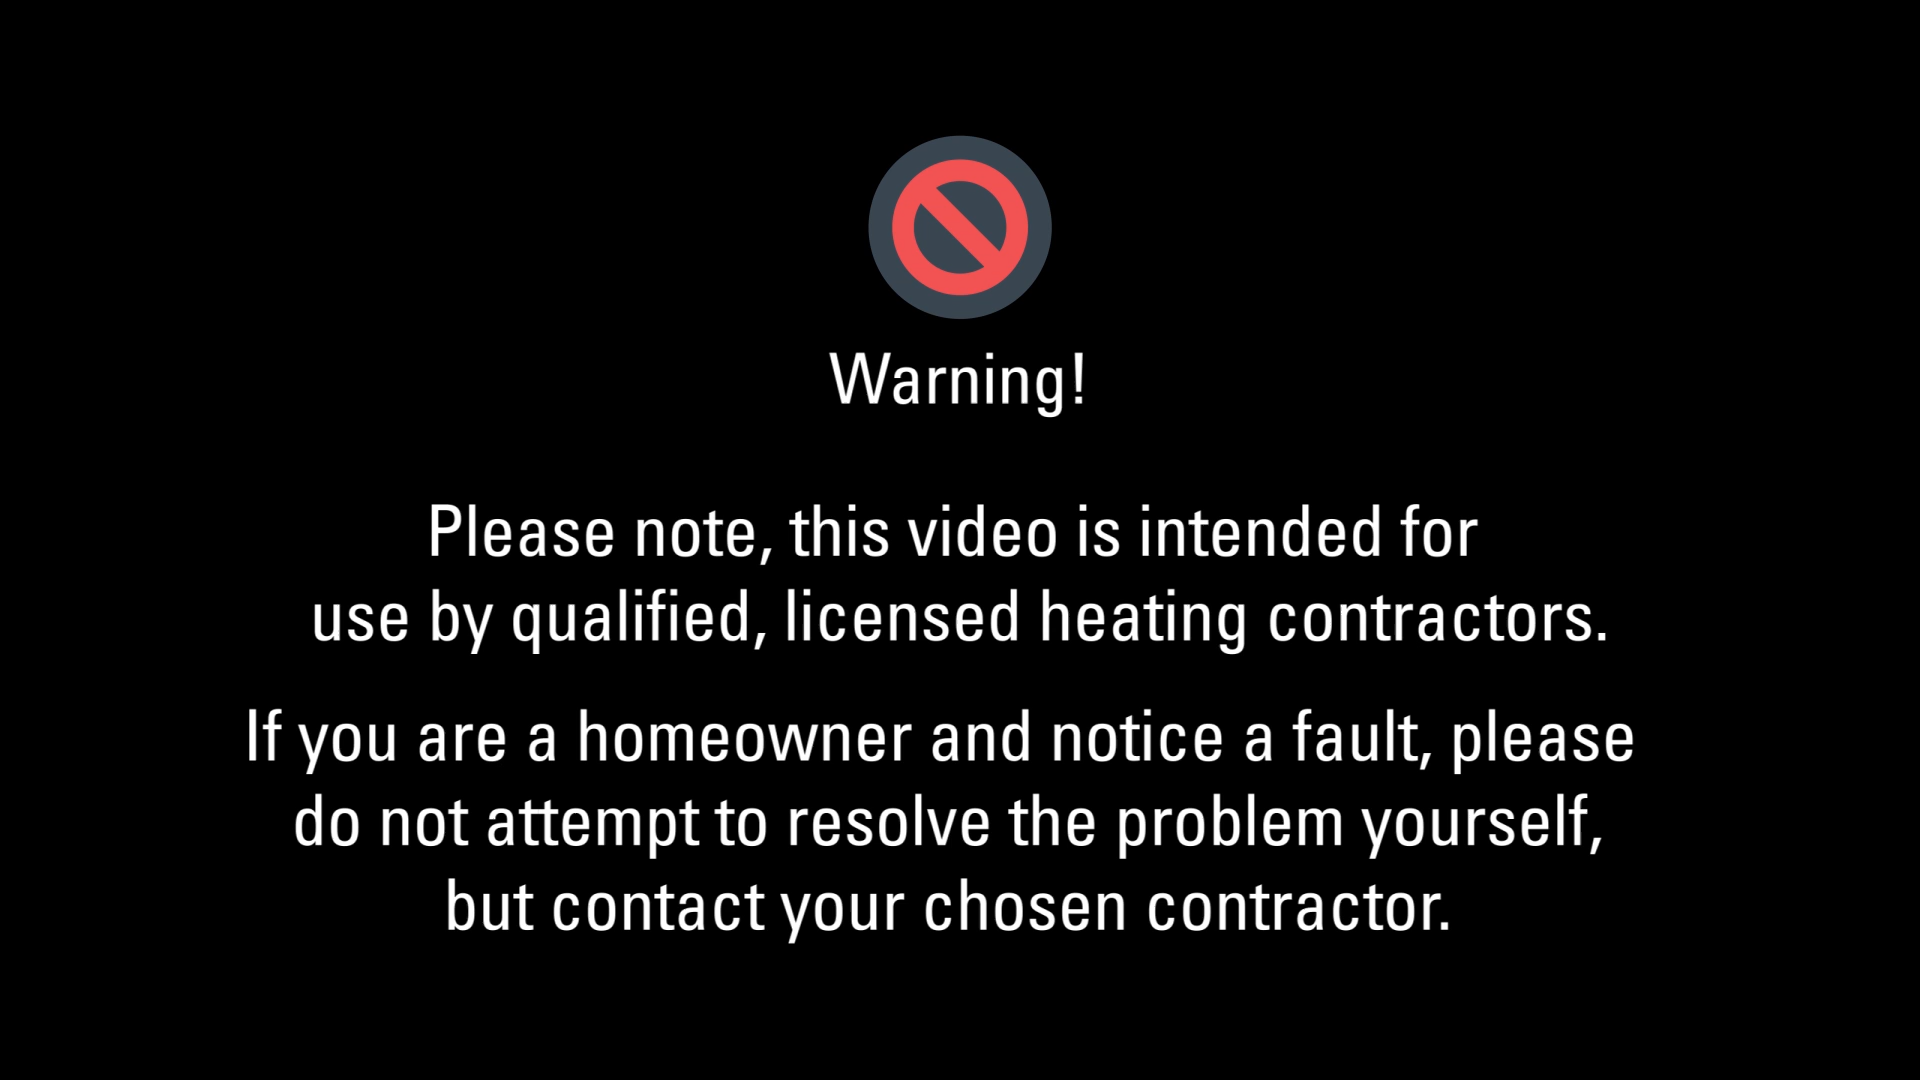 Warning!
Please note, this video is intended for
use by qualified, licensed heating contractors.
If you are a homeowner and notice a fault, please
do not attempt to resolve the problem yourself,
but contact your chosen contractor.